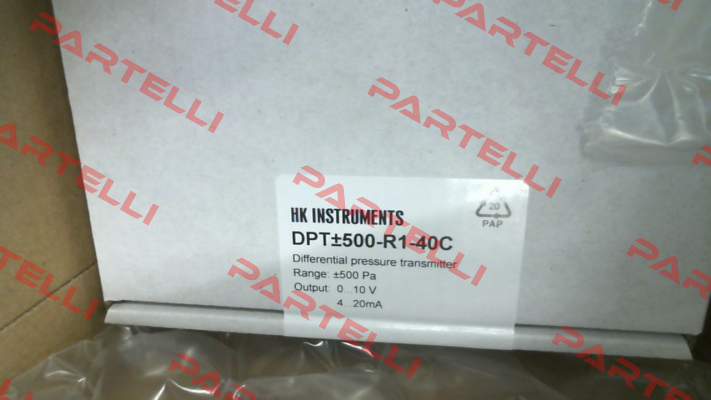 PARTELLI
PARTELLI
PARTELLI
PARTELLI
PARTELLI
PARTELLI
PARTELLI
PARTELLI
PARTELLI
PARTELLI
PARTELLI
HK INSTRUMENTS
20
PAP
DPT±500-R1-40C
Differential pressure transmitter
Range: ±500 Pa
Output: 0...10 V
4...20mA